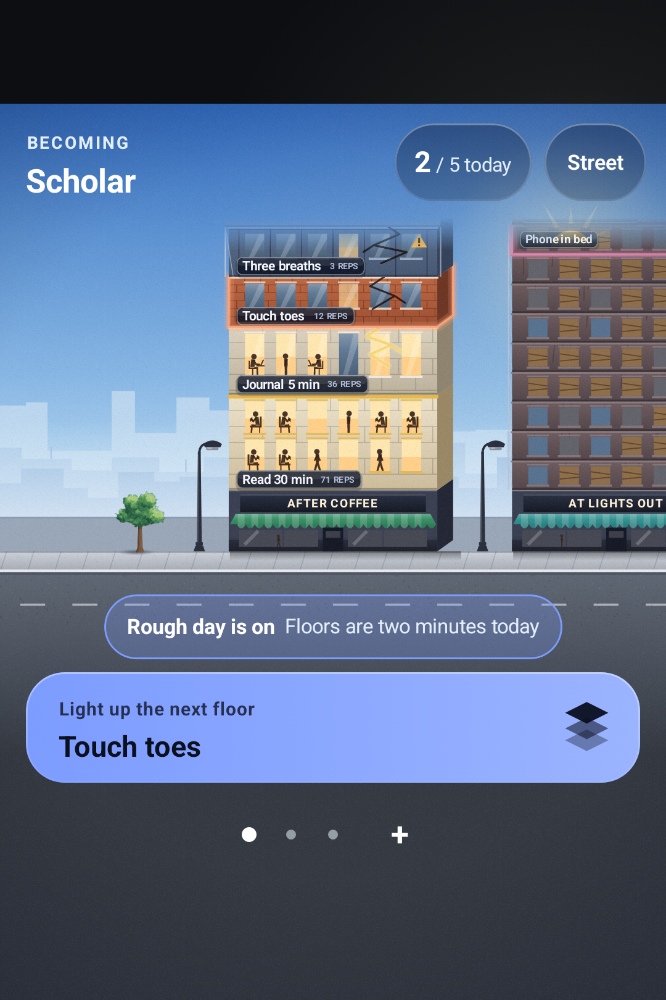 BECOMING
Scholar
2 / 5 today
Street
Phone in bed
Three breaths 3 REPS
Touch toes 12 REPS
Journal 5 min 36 REPS
Read 30 min 71 REPS
AFTER COFFEE
AT LIGHTS OUT
Rough day is on Floors are two minutes today
Light up the next floor
Touch toes